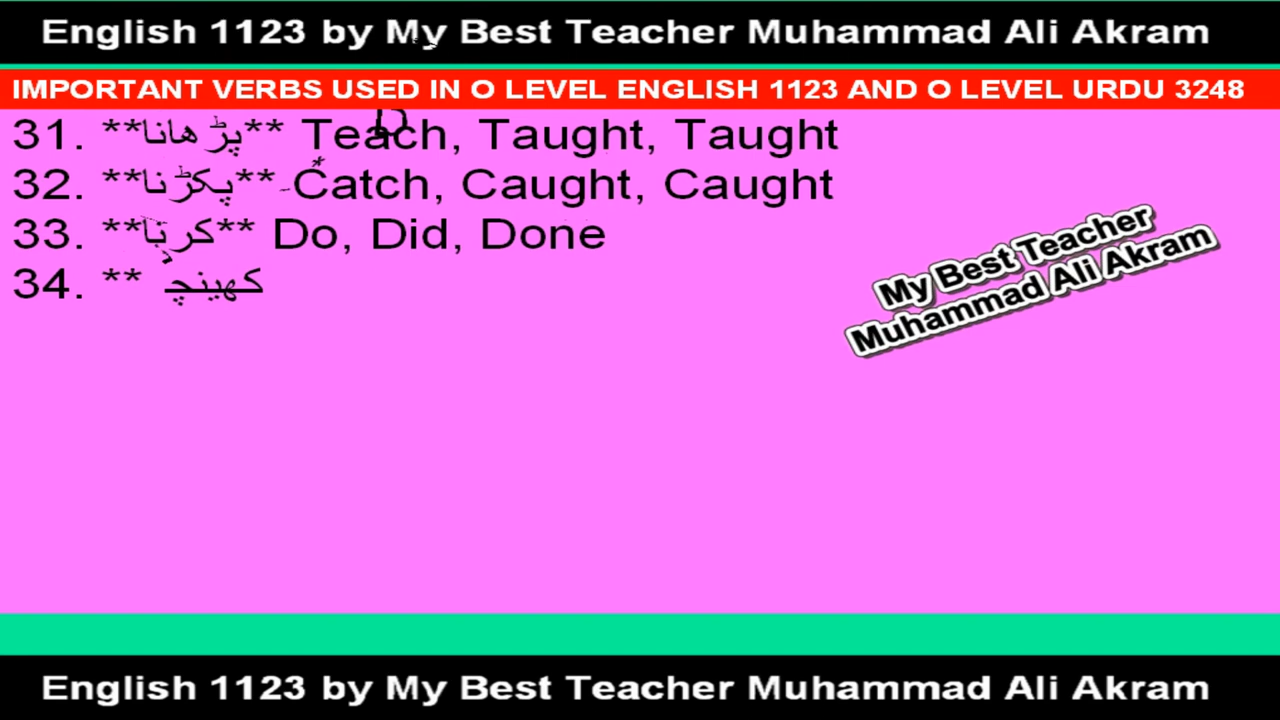 English 1123 by My Best Teacher Muhammad Ali Akram
IMPORTANT VERBS USED IN O LEVEL ENGLISH 1123 AND O LEVEL URDU 3248
31. **پڑھانا** Teach, Taught, Taught
32. **پکڑنا** Catch, Caught, Caught
33. **کرنا** Do, Did, Done
34. ** کھینچ
My Best Teacher
Muhammad Ali Akram
English 1123 by My Best Teacher Muhammad Ali Akram